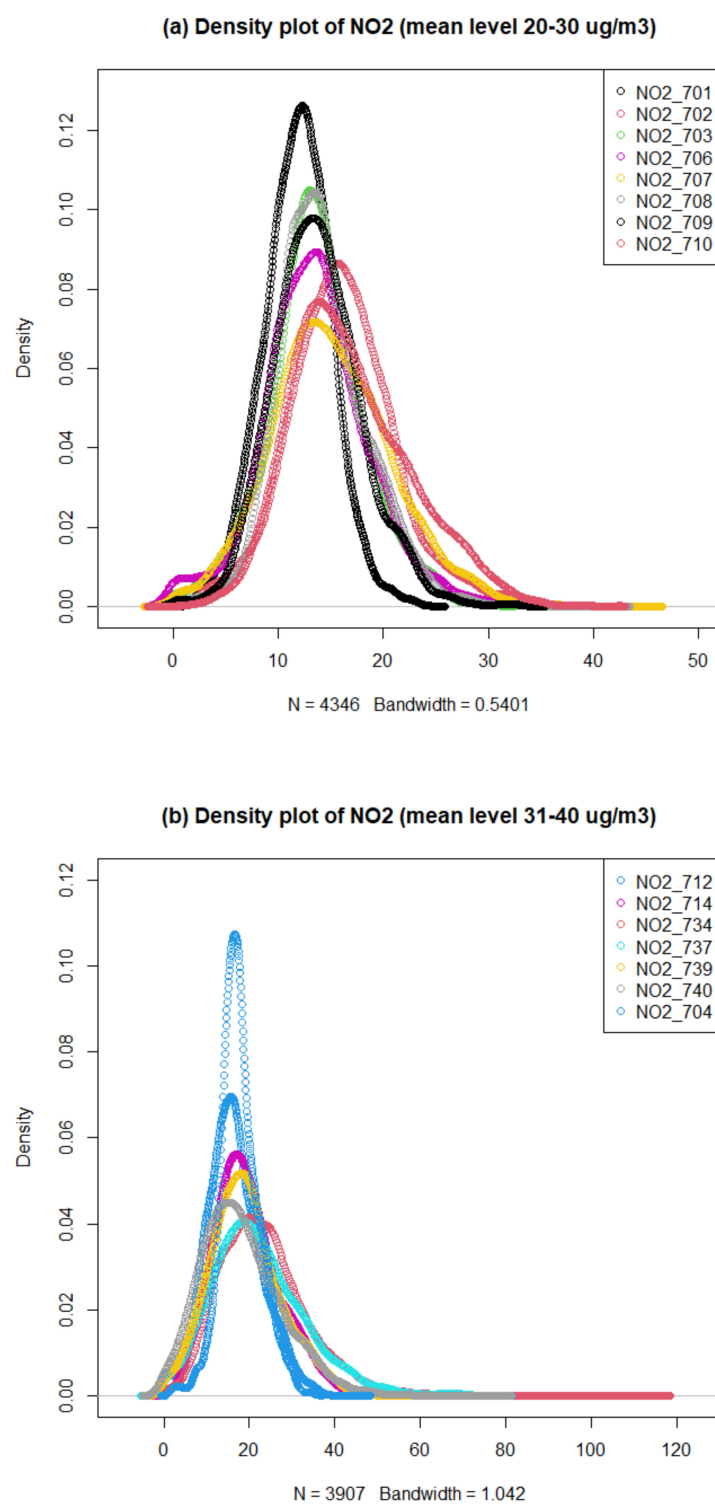 (a) Density plot of NO2 (mean level 20-30 ug/m3)
NO2_701
NO2_702
NO2_703
NO2_706
NO2_707
NO2_708
NO2_709
NO2_710
Density
0.12
0.10
0.08
0.06
0.04
0.02
0.00
0 10 20 30 40 50
N = 4346 Bandwidth = 0.5401
(b) Density plot of NO2 (mean level 31-40 ug/m3)
NO2_712
NO2_714
NO2_734
NO2_737
NO2_739
NO2_740
NO2_704
Density
0.12
0.10
0.08
0.06
0.04
0.02
0.00
0 20 40 60 80 100 120
N = 3907 Bandwidth = 1.042